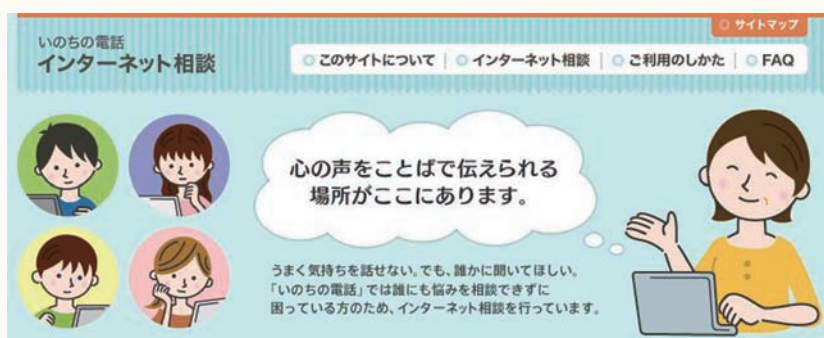 サイトマップ
いのちの電話
インターネット相談
このサイトについて
インターネット相談
ご利用のしかた
FAQ
心の声をことばで伝えられる
場所がここにあります。
うまく気持ちを話せない。でも、誰かに聞いてほしい。
「いのちの電話」では誰にも悩みを相談できずに
困っている方のため、インターネット相談を行っています。